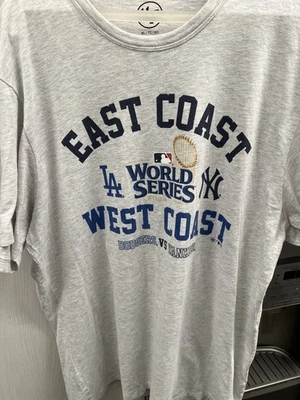 EAST COAST
LA WORLD SERIES NY
WEST COAST
DODGERS VS YANKEES